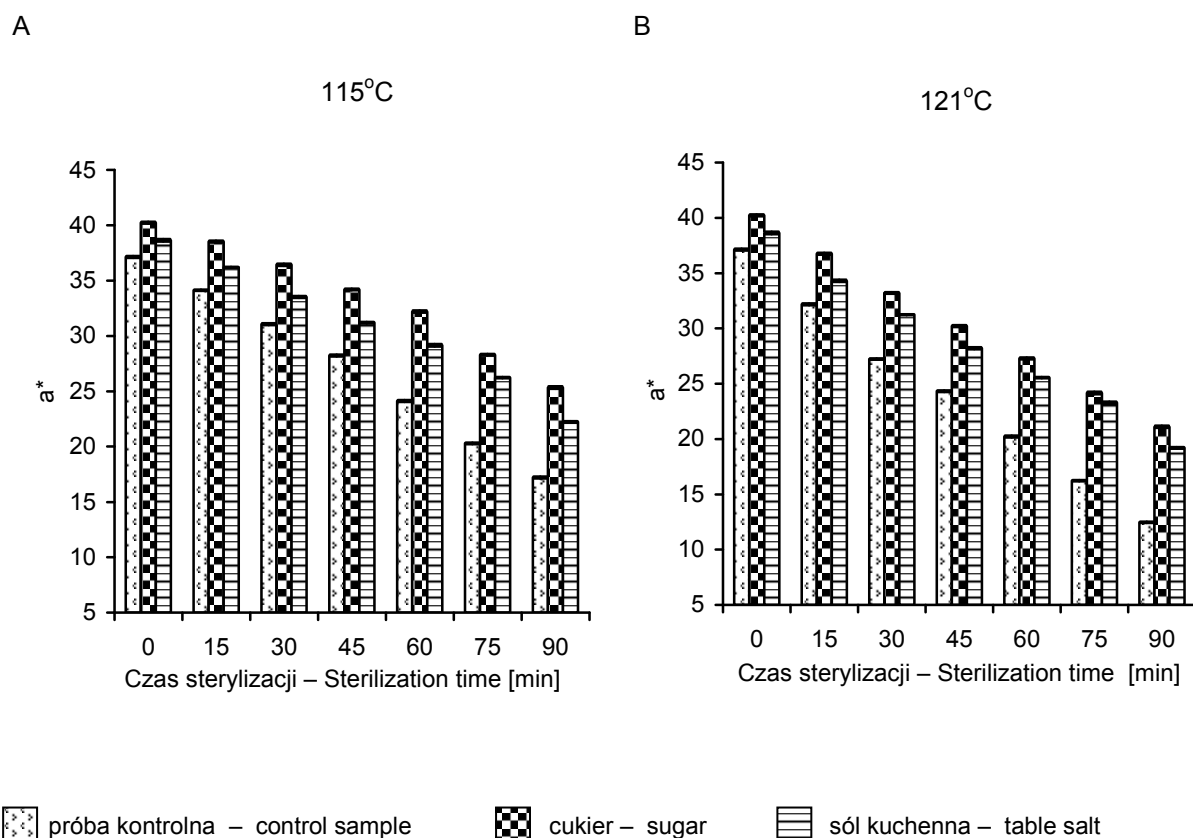 A
B
115°C
121°C
45
40
35
30
25
20
15
10
5
a*
0 15 30 45 60 75 90
Czas sterylizacji – Sterilization time [min]
45
40
35
30
25
20
15
10
5
a*
0 15 30 45 60 75 90
Czas sterylizacji – Sterilization time [min]
próba kontrolna – control sample
cukier – sugar
sól kuchenna – table salt